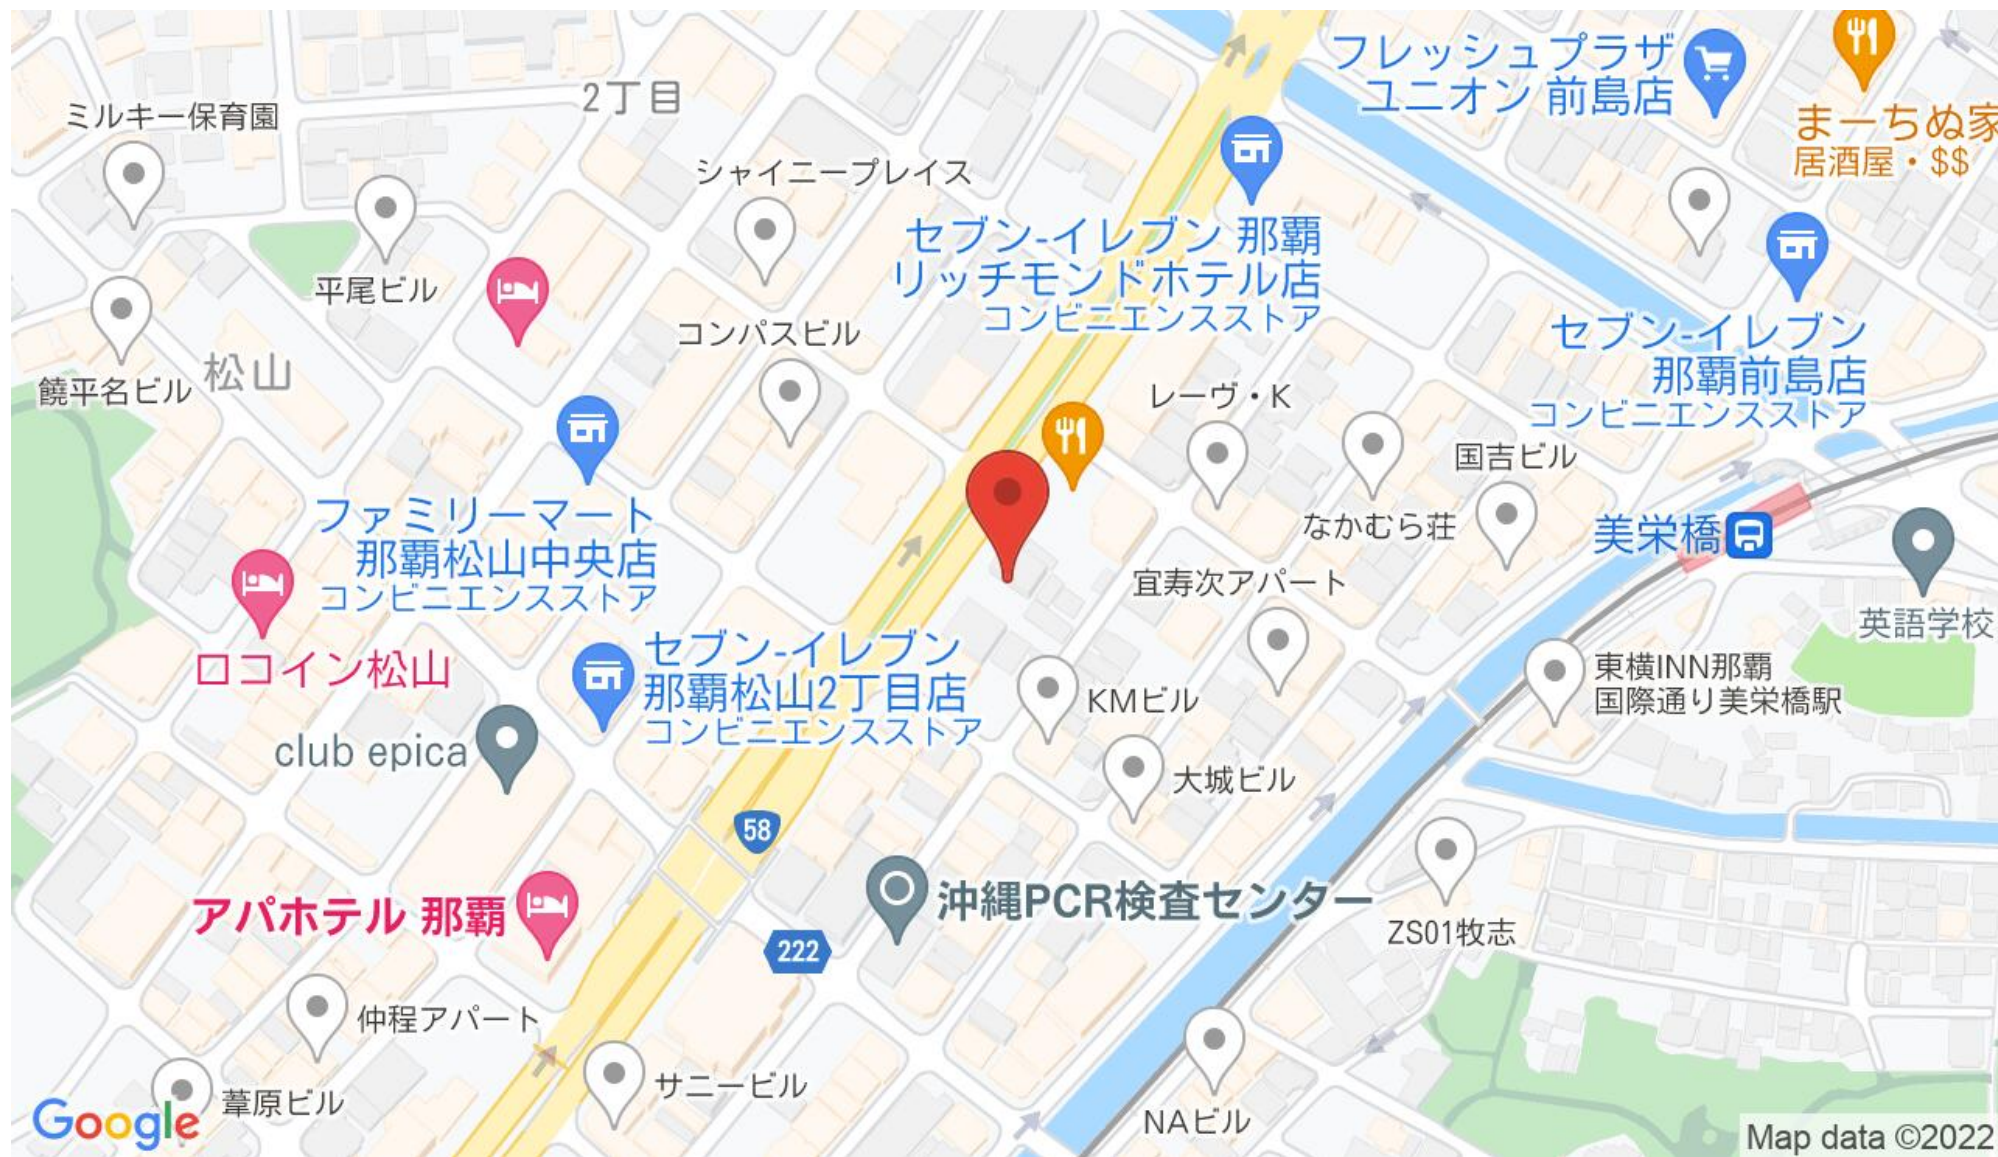 フレッシュプラザ
ユニオン 前島店
まーちぬ家
居酒屋・$$
2丁目
ミルキー保育園
シャイニープレイス
セブン-イレブン 那覇
リッチモンドホテル店
コンビニエンスストア
平尾ビル
コンパスビル
セブン-イレブン
那覇前島店
コンビニエンスストア
饒平名ビル
松山
レーヴ・K
国吉ビル
なかむら荘
美栄橋
ファミリーマート
那覇松山中央店
コンビニエンスストア
宜寿次アパート
英語学校
ロコイン松山
セブン-イレブン
那覇松山2丁目店
コンビニエンスストア
KMビル
東横INN那覇
国際通り美栄橋駅
club epica
大城ビル
58
アパホテル 那覇
沖縄PCR検査センター
222
ZS01牧志
仲程アパート
サニービル
葦原ビル
NAビル
Google
Map data ©2022